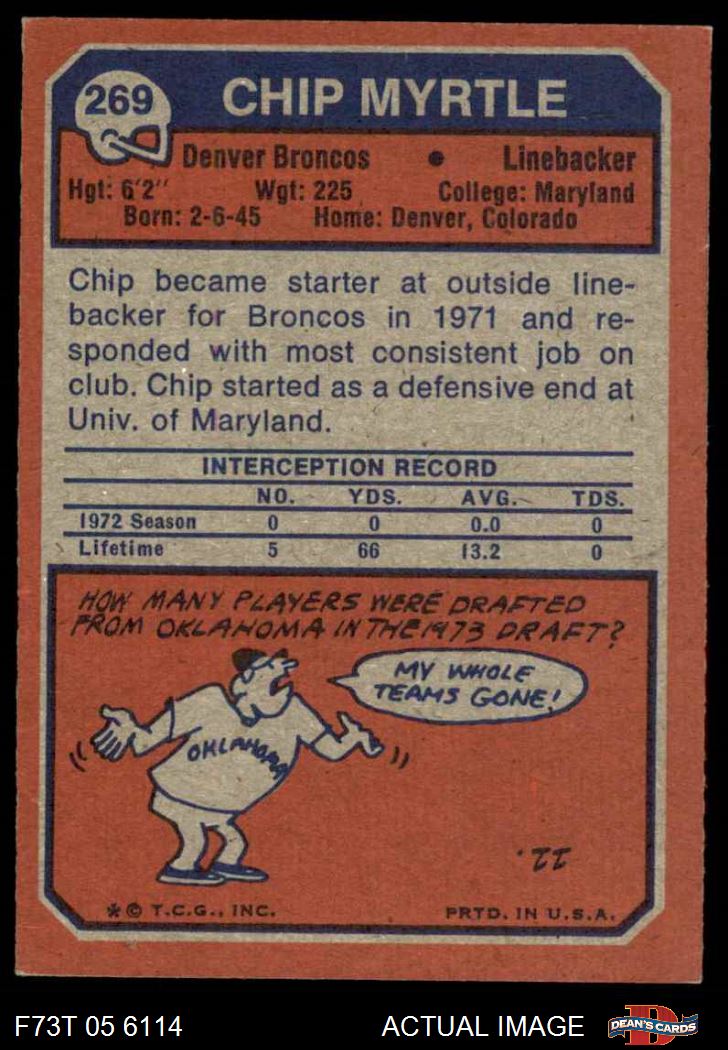 269
CHIP MYRTLE
Denver Broncos • Linebacker
Hgt: 6'2" Wgt: 225 College: Maryland
Born: 2-6-45 Home: Denver, Colorado
Chip became starter at outside line-
backer for Broncos in 1971 and re-
sponded with most consistent job on
club. Chip started as a defensive end at
Univ. of Maryland.
INTERCEPTION RECORD
NO. YDS. AVG. TDS.
1972 Season 0 0 0.0 0
Lifetime 5 66 13.2 0
HOW MANY PLAYERS WERE DRAFTED
FROM OKLAHOMA IN THE 1973 DRAFT?
MY WHOLE
TEAMS GONE!
OKLAHOMA
11.
* © T.C.G., INC. PRTD. IN U.S.A.
F73T 05 6114 ACTUAL IMAGE
D
DEAN'S CARDS